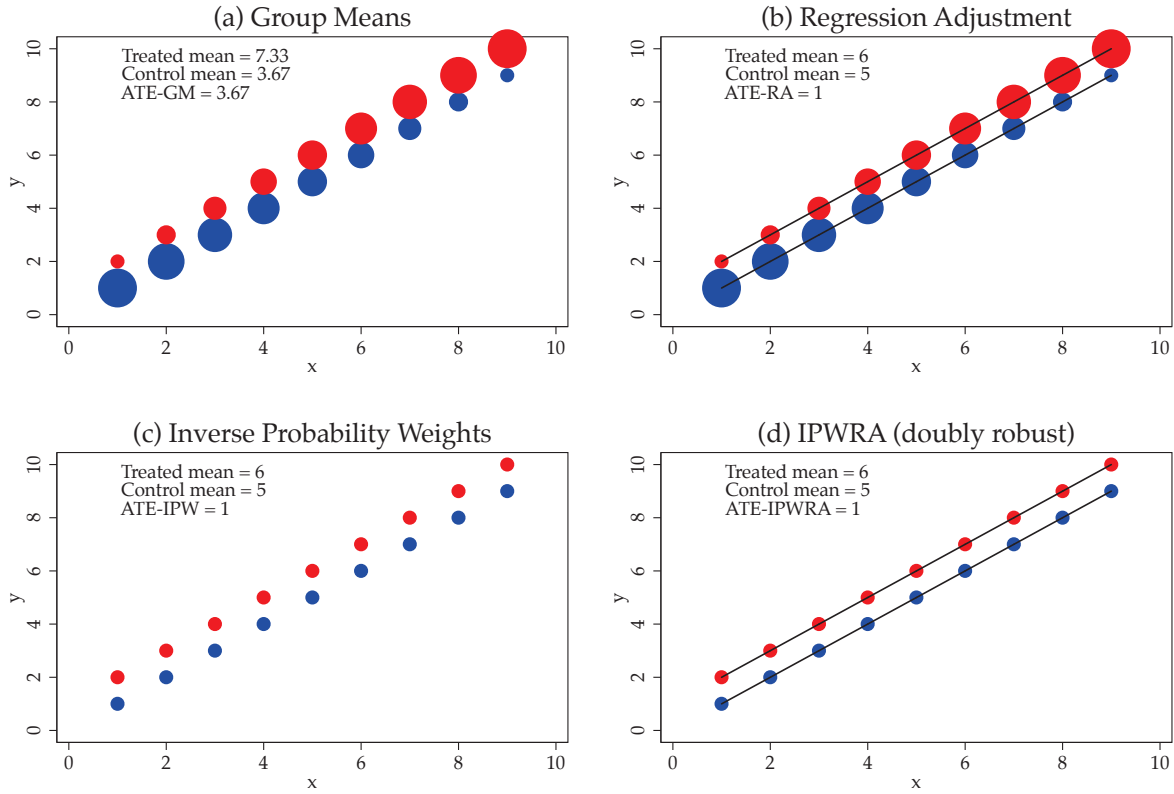 (a) Group Means
Treated mean = 7.33
Control mean = 3.67
ATE-GM = 3.67
y
0 2 4 6 8 10
0 2 4 6 8 10
x
(b) Regression Adjustment
Treated mean = 6
Control mean = 5
ATE-RA = 1
y
0 2 4 6 8 10
0 2 4 6 8 10
x
(c) Inverse Probability Weights
Treated mean = 6
Control mean = 5
ATE-IPW = 1
y
0 2 4 6 8 10
0 2 4 6 8 10
x
(d) IPWRA (doubly robust)
Treated mean = 6
Control mean = 5
ATE-IPWRA = 1
y
0 2 4 6 8 10
0 2 4 6 8 10
x